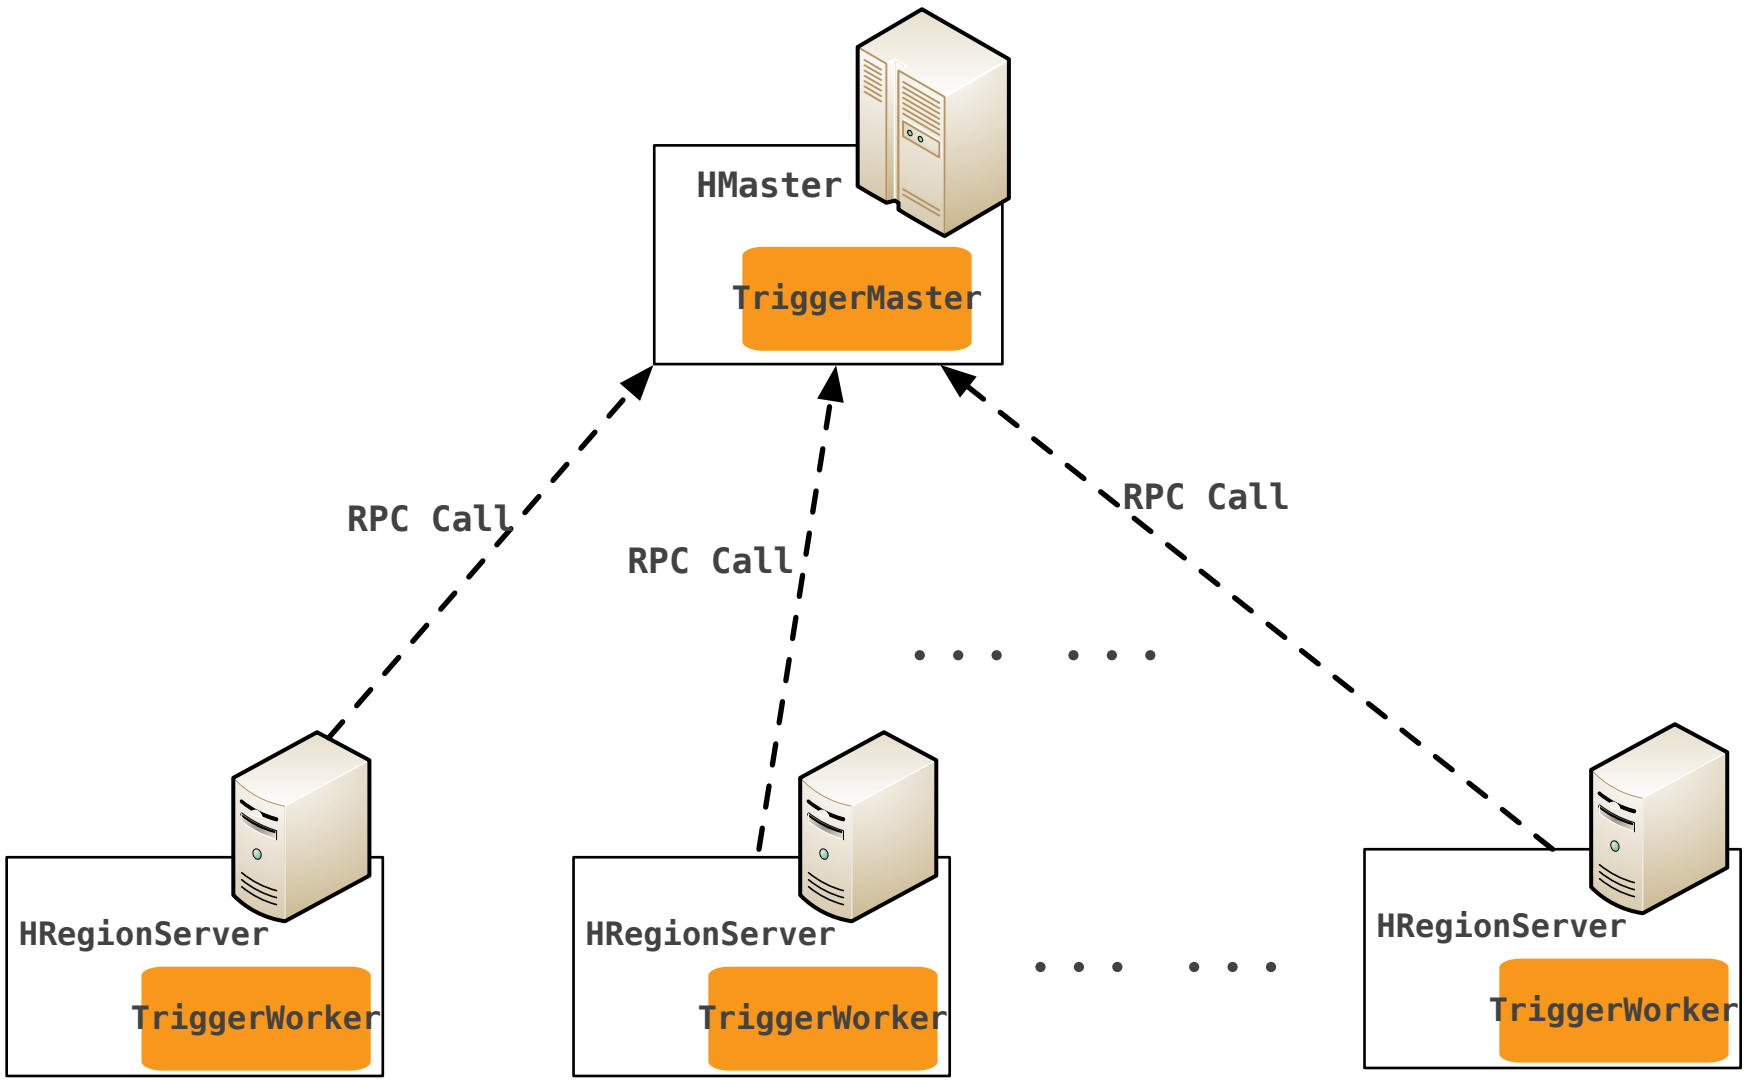 HMaster
TriggerMaster
RPC Call
RPC Call
RPC Call
... ...
HRegionServer
TriggerWorker
HRegionServer
TriggerWorker
... ...
HRegionServer
TriggerWorker